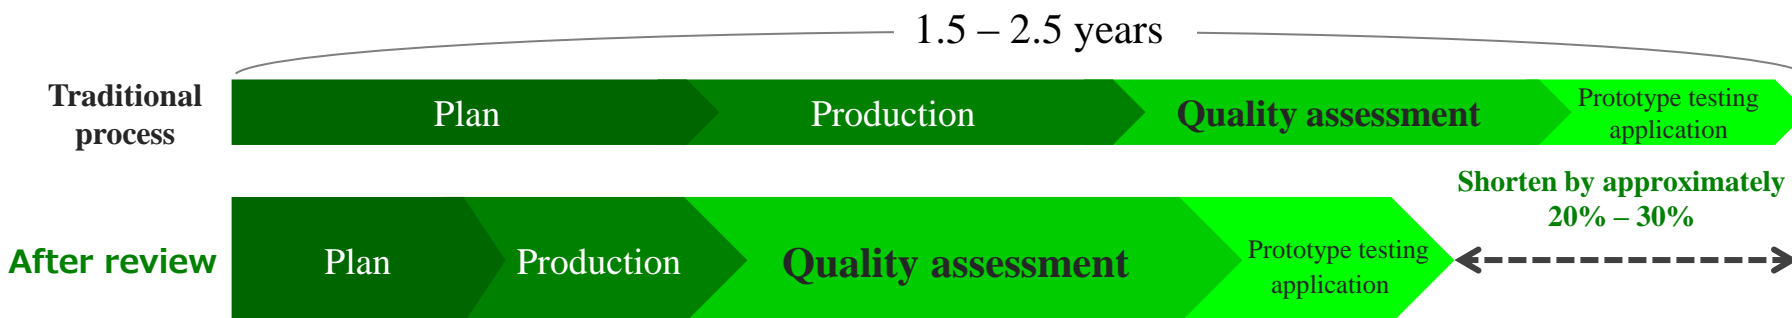 1.5 – 2.5 years
Traditional
process
Plan
Production
Quality assessment
Prototype testing
application
Shorten by approximately
20% – 30%
After review
Plan
Production
Quality assessment
Prototype testing
application